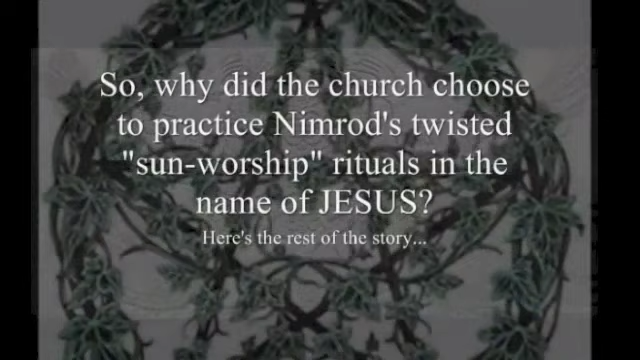 So, why did the church choose
to practice Nimrod's twisted
"sun-worship" rituals in the
name of JESUS?
Here's the rest of the story...